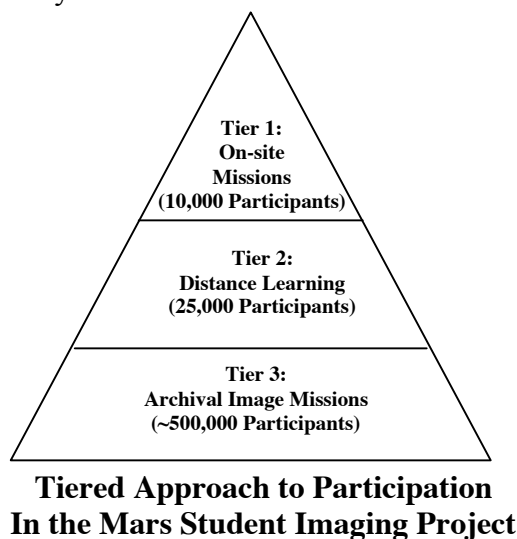 Tier 1:
On-site
Missions
(10,000 Participants)
Tier 2:
Distance Learning
(25,000 Participants)
Tier 3:
Archival Image Missions
(~500,000 Participants)
Tiered Approach to Participation
In the Mars Student Imaging Project